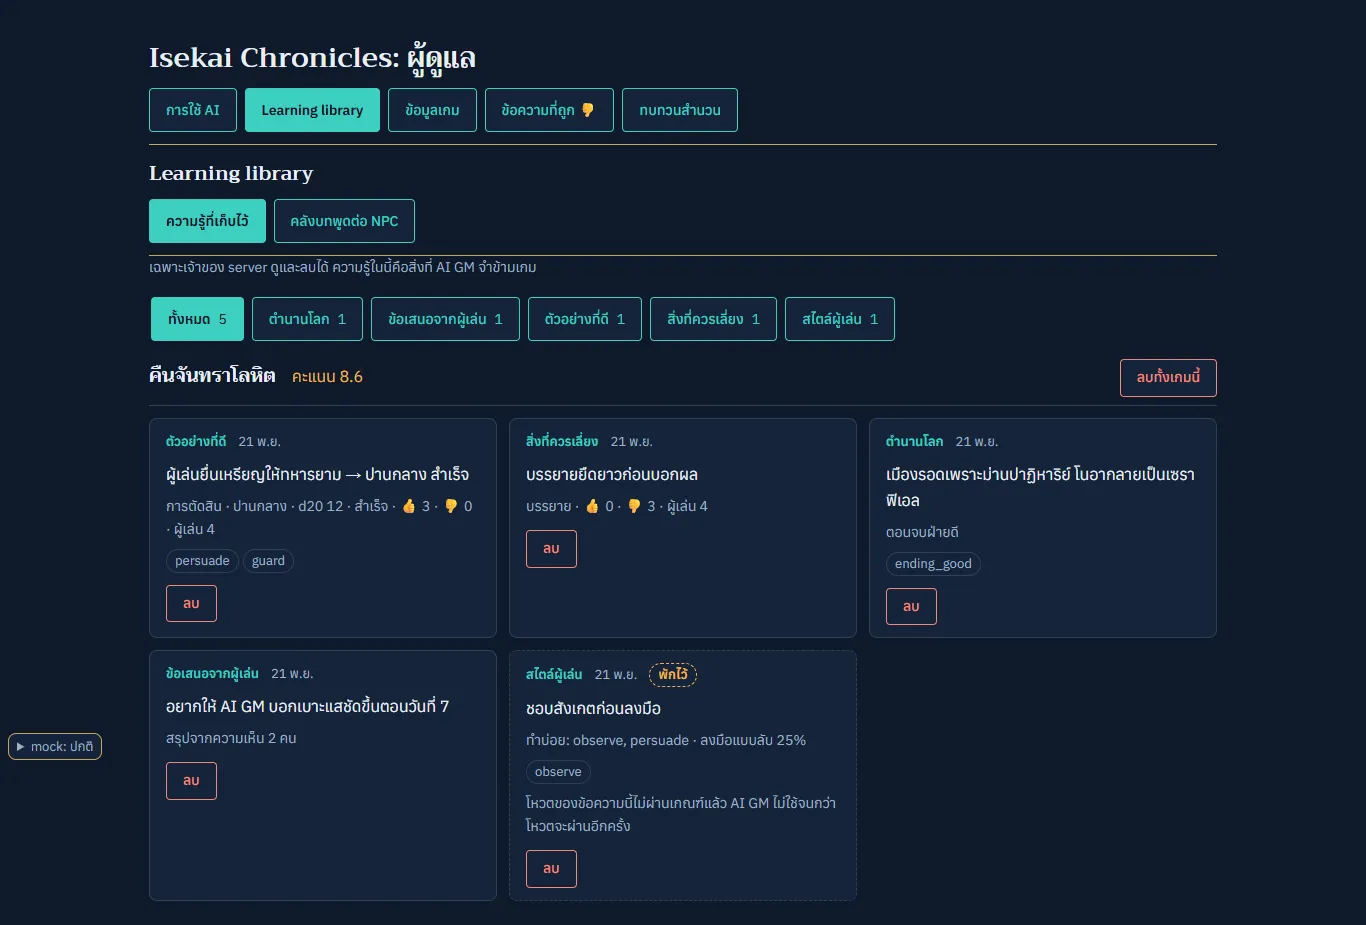 Isekai Chronicles: ผู้ดูแล
การใช้ AI
Learning library
ข้อมูลเกม
ข้อความที่ถูก 👎
ทบทวนสำนวน
Learning library
ความรู้ที่เก็บไว้
คลังบทพูดต่อ NPC
เฉพาะเจ้าของ server ดูและลบได้ ความรู้ในนี้คือสิ่งที่ AI GM จำข้ามเกม
ทั้งหมด 5
ตำนานโลก 1
ข้อเสนอจากผู้เล่น 1
ตัวอย่างที่ดี 1
สิ่งที่ควรเลี่ยง 1
สไตล์ผู้เล่น 1
คืนจันทราโลหิต คะแนน 8.6
ลบทั้งเกมนี้
ตัวอย่างที่ดี 21 พ.ย.
ผู้เล่นยื่นเหรียญให้ทหารยาม → ปานกลาง สำเร็จ
การตัดสิน · ปานกลาง · d20 12 · สำเร็จ · 👍 3 · 👎 0
· ผู้เล่น 4
persuade guard
ลบ
สิ่งที่ควรเลี่ยง 21 พ.ย.
บรรยายยืดยาวก่อนบอกผล
บรรยาย · 👍 0 · 👎 3 · ผู้เล่น 4
ลบ
ตำนานโลก 21 พ.ย.
เมืองรอดเพราะม่านปาฏิหาริย์ โนอากลายเป็นเซรา
ฟิเอล
ตอนจบฝ่ายดี
ending_good
ลบ
ข้อเสนอจากผู้เล่น 21 พ.ย.
อยากให้ AI GM บอกเบาะแสชัดขึ้นตอนวันที่ 7
สรุปจากความเห็น 2 คน
ลบ
สไตล์ผู้เล่น 21 พ.ย. พักไว้
ชอบสังเกตก่อนลงมือ
ทำบ่อย: observe, persuade · ลงมือแบบลับ 25%
observe
โหวตของข้อความนี้ไม่ผ่านเกณฑ์แล้ว AI GM ไม่ใช้จนกว่า
โหวตจะผ่านอีกครั้ง
ลบ
▶ mock: ปกติ